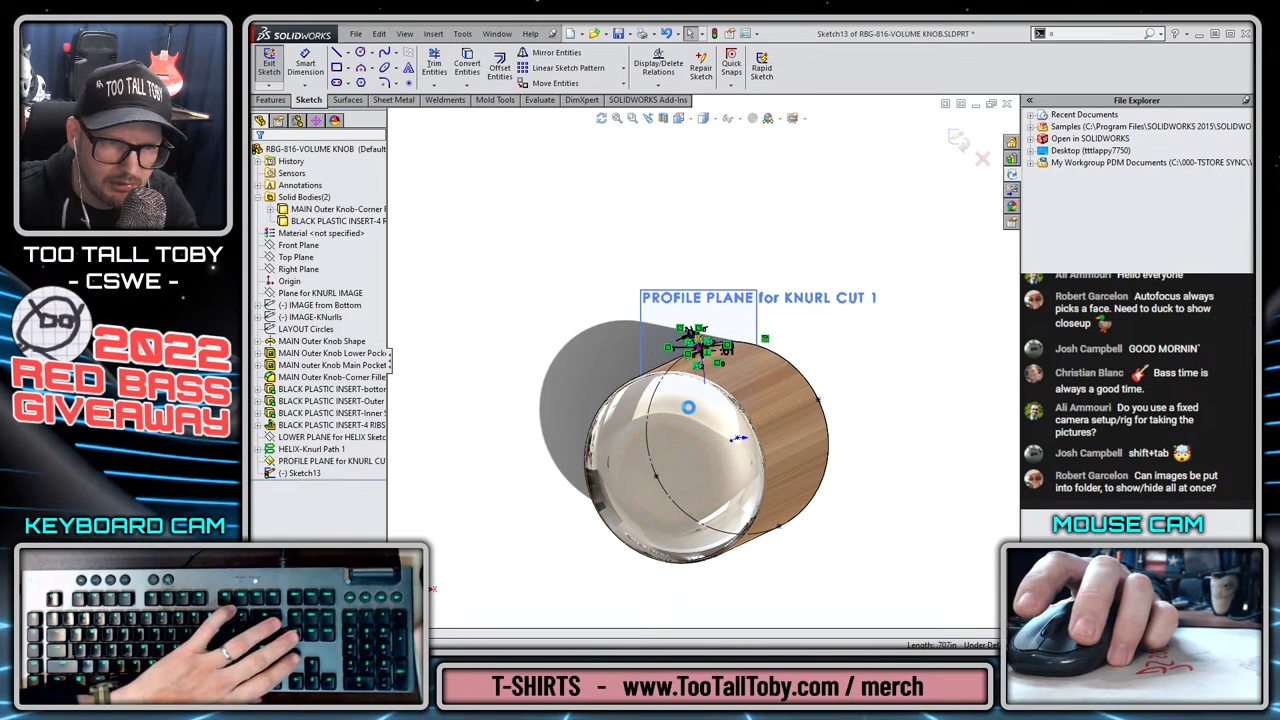 TOO TALL TOBY
TOO TALL TOBY
- CSWE -
2022
RED BASS
GIVEAWAY
KEYBOARD CAM
SOLIDWORKS
File Edit View Insert Tools Window Help
Sketch13 of RBG-816-VOLUME KNOB.SLDPRT *
a
Exit Sketch
Smart Dimension
Trim Entities
Convert Entities
Offset Entities
Mirror Entities
Linear Sketch Pattern
Move Entities
Display/Delete Relations
Repair Sketch
Quick Snaps
Rapid Sketch
Features Sketch Surfaces Sheet Metal Weldments Mold Tools Evaluate DimXpert SOLIDWORKS Add-Ins
RBG-816-VOLUME KNOB (Default
History
Sensors
Annotations
Solid Bodies(2)
MAIN Outer Knob-Corner F
BLACK PLASTIC INSERT-4 R
Material <not specified>
Front Plane
Top Plane
Right Plane
Origin
Plane for KNURL IMAGE
(-) IMAGE from Bottom
(-) IMAGE-KNurlls
LAYOUT Circles
MAIN Outer Knob Shape
MAIN Outer Knob Lower Pocke
MAIN outer Knob Main Pocket
MAIN Outer Knob-Corner Fille
BLACK PLASTIC INSERT-bottor
BLACK PLASTIC INSERT-Outer
BLACK PLASTIC INSERT-Inner S
BLACK PLASTIC INSERT-4 RIBS
LOWER PLANE for HELIX Sketc
HELIX-Knurl Path 1
PROFILE PLANE for KNURL CU
(-) Sketch13
PROFILE PLANE for KNURL CUT 1
Length: .707in Under De
File Explorer
Recent Documents
Samples (C:\Program Files\SOLIDWORKS 2015\SOLIDWO
Open in SOLIDWORKS
Desktop (tttlappy7750)
My Workgroup PDM Documents (C:\000-TSTORE SYNC\V
Ali Ammouri Hello everyone
Robert Garcelon Autofocus always
picks a face. Need to duck to show
closeup
Josh Campbell GOOD MORNIN'
Christian Blanc Bass time
is always a good time.
Ali Ammouri Do you use a fixed
camera setup/rig for taking the
pictures?
Josh Campbell shift+tab
Robert Garcelon Can images be put
into folder, to show/hide all at once?
MOUSE CAM
T-SHIRTS - www.TooTallToby.com / merch